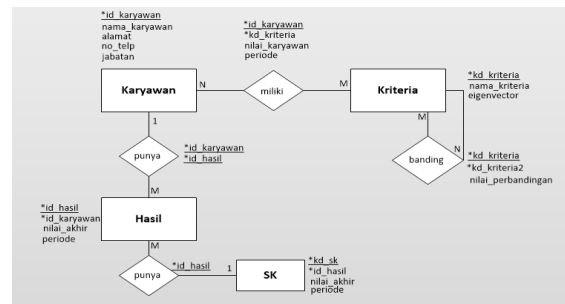 *id_karyawan
nama_karyawan
alamat
no_telp
jabatan
*id_karyawan
*kd_kriteria
nilai_karyawan
periode
Karyawan
N
miliki
M
Kriteria
*kd_kriteria
nama_kriteria
eigenvector
1
M
N
punya
*id_karyawan
*id_hasil
banding
*kd_kriteria
*kd_kriteria2
nilai_perbandingan
M
*id_hasil
*id_karyawan
nilai_akhir
periode
Hasil
M
punya
*id_hasil
1
SK
*kd_sk
*id_hasil
nilai_akhir
periode